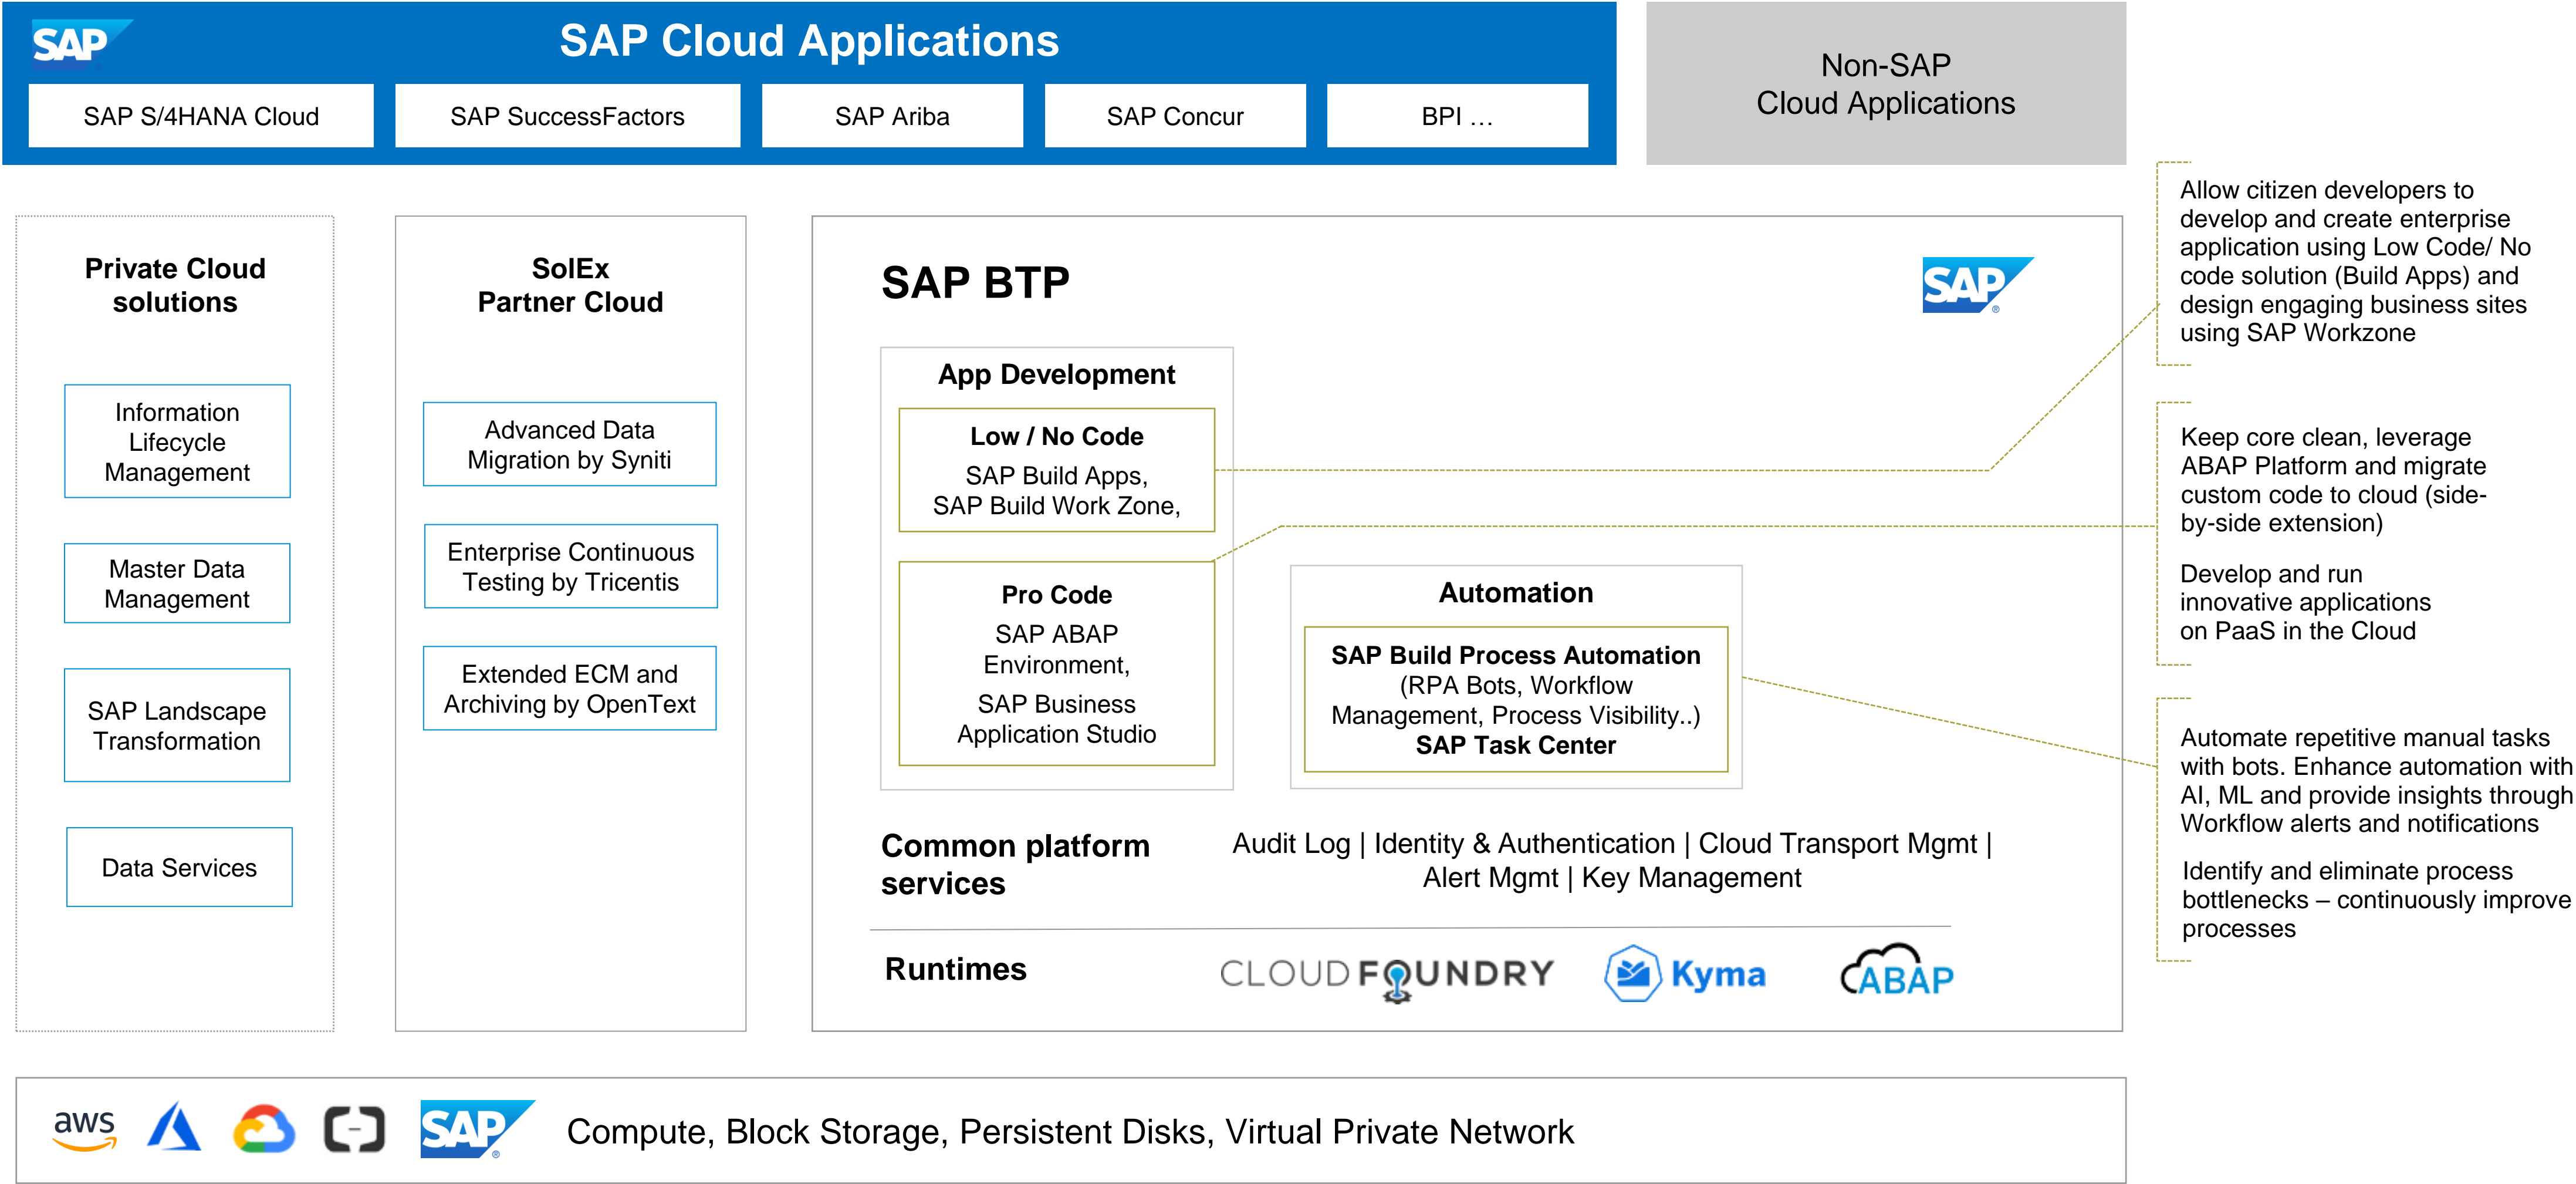 SAP
SAP Cloud Applications
SAP S/4HANA Cloud
SAP SuccessFactors
SAP Ariba
SAP Concur
BPI ...
Non-SAP
Cloud Applications
Private Cloud
solutions
Information
Lifecycle
Management
Master Data
Management
SAP Landscape
Transformation
Data Services
SolEx
Partner Cloud
Advanced Data
Migration by Syniti
Enterprise Continuous
Testing by Tricentis
Extended ECM and
Archiving by OpenText
SAP BTP
SAP®
App Development
Low / No Code
SAP Build Apps,
SAP Build Work Zone,
Pro Code
SAP ABAP
Environment,
SAP Business
Application Studio
Automation
SAP Build Process Automation
(RPA Bots, Workflow
Management, Process Visibility..)
SAP Task Center
Common platform
services
Audit Log | Identity & Authentication | Cloud Transport Mgmt |
Alert Mgmt | Key Management
Runtimes
CLOUD FOUNDRY
Kyma
ABAP
Allow citizen developers to
develop and create enterprise
application using Low Code/ No
code solution (Build Apps) and
design engaging business sites
using SAP Workzone
Keep core clean, leverage
ABAP Platform and migrate
custom code to cloud (side-
by-side extension)
Develop and run
innovative applications
on PaaS in the Cloud
Automate repetitive manual tasks
with bots. Enhance automation with
AI, ML and provide insights through
Workflow alerts and notifications
Identify and eliminate process
bottlenecks – continuously improve
processes
aws
SAP®
Compute, Block Storage, Persistent Disks, Virtual Private Network